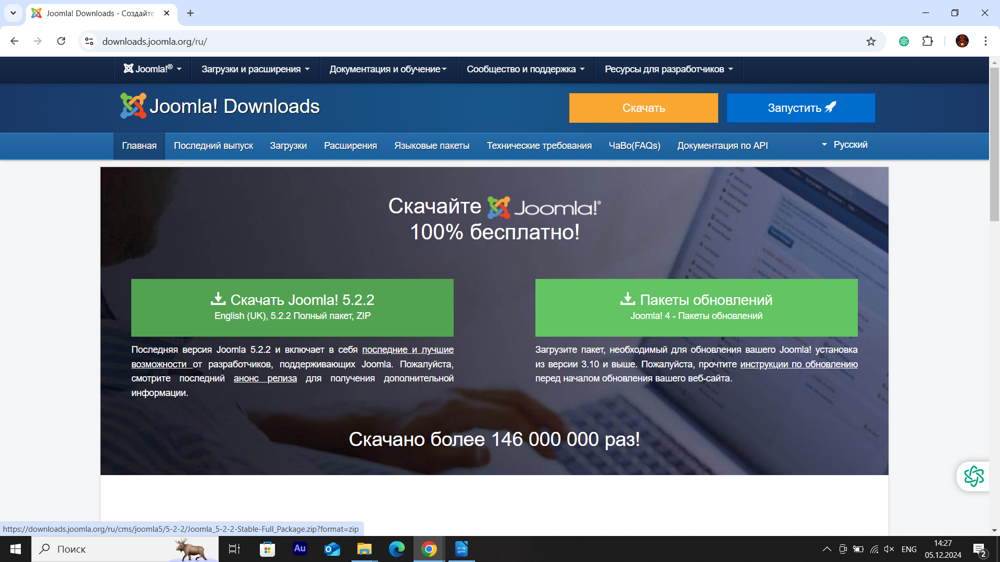 Joomla! Downloads - Создайте
downloads.joomla.org/ru/
Joomla!® Загрузки и расширения Документация и обучение Сообщество и поддержка Ресурсы для разработчиков
Joomla! Downloads
Скачать
Запустить
Главная Последний выпуск Загрузки Расширения Языковые пакеты Технические требования ЧаВо(FAQs) Документация по API Русский
Скачайте Joomla!®
100% бесплатно!
Скачать Joomla! 5.2.2
English (UK), 5.2.2 Полный пакет, ZIP
Последняя версия Joomla 5.2.2 и включает в себя последние и лучшие
возможности от разработчиков, поддерживающих Joomla. Пожалуйста,
смотрите последний анонс релиза для получения дополнительной
информации.
Пакеты обновлений
Joomla! 4 - Пакеты обновлений
Загрузите пакет, необходимый для обновления вашего Joomla! установка
из версии 3.10 и выше. Пожалуйста, прочтите инструкции по обновлению
перед началом обновления вашего веб-сайта.
Скачано более 146 000 000 раз!
https://downloads.joomla.org/ru/cms/joomla5/5-2-2/Joomla_5-2-2-Stable-Full_Package.zip?format=zip
Поиск
Au
ENG
14:27
05.12.2024
2